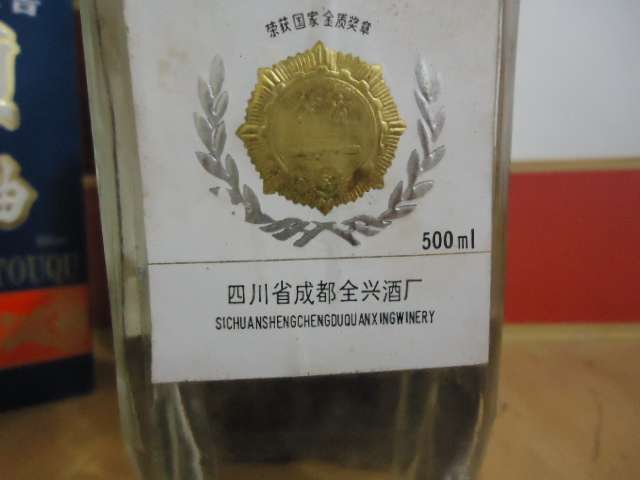 荣获国家金质奖章
500ml
四川省成都全兴酒厂
SICHUANSHENGCHENGDUQUANXINGWINERY
TOUQU